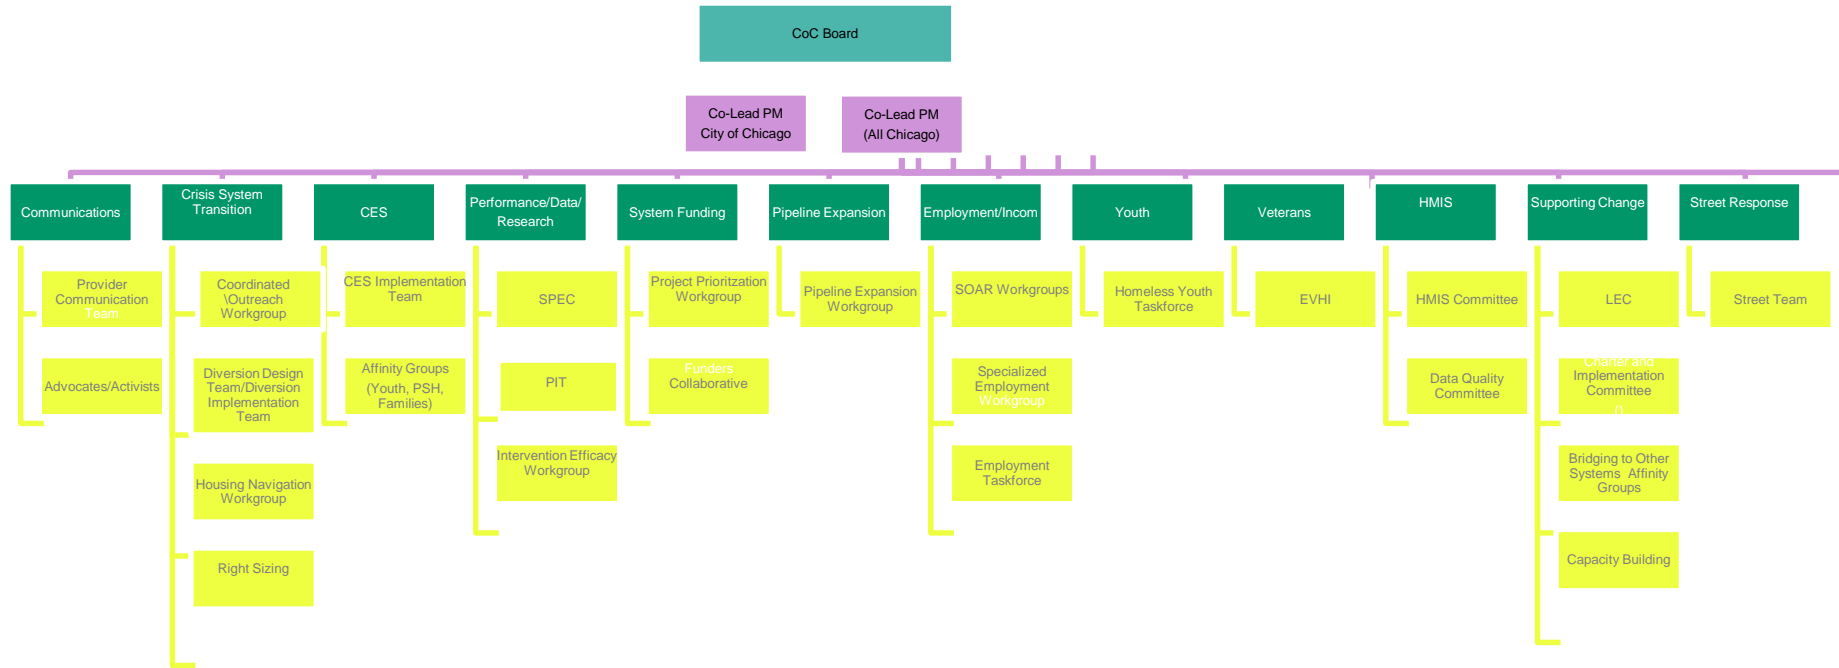 CoC Board
Co-Lead PM
City of Chicago
Co-Lead PM
(All Chicago)
Communications
Crisis System
Transition
CES
Performance/Data/
Research
System Funding
Pipeline Expansion
Employment/Incom
Youth
Veterans
HMIS
Supporting Change
Street Response
Provider
Communication
Team
Advocates/Activists
Coordinated
\Outreach
Workgroup
Diversion Design
Team/Diversion
Implementation
Team
Housing Navigation
Workgroup
Right Sizing
CES Implementation
Team
Affinity Groups
(Youth, PSH,
Families)
SPEC
PIT
Intervention Efficacy
Workgroup
Project Prioritzation
Workgroup
Funders
Collaborative
Pipeline Expansion
Workgroup
SOAR Workgroups
Specialized
Employment
Workgroup
Employment
Taskforce
Homeless Youth
Taskforce
EVHI
HMIS Committee
Data Quality
Committee
LEC
Charter and
Implementation
Committee
()
Bridging to Other
Systems Affinity
Groups
Capacity Building
Street Team